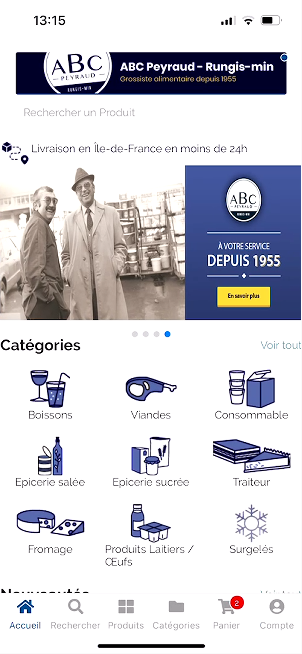 13:15
ABC
PEYRAUD
RUNGIS-MIN
ABC Peyraud - Rungis-min
Grossiste alimentaire depuis 1955
Rechercher un Produit
Livraison en Île-de-France en moins de 24h
ABC
PEYRAUD
À VOTRE SERVICE
DEPUIS 1955
En savoir plus
Catégories
Voir tout
Boissons
Viandes
Consommable
Epicerie salée
Epicerie sucrée
Traiteur
Fromage
Produits Laitiers /
Œufs
Surgelés
2
Accueil
Rechercher
Produits
Catégories
Panier
Compte